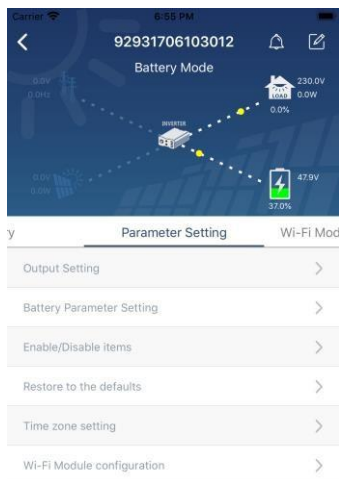 Carrier 6:55 PM
92931706103012
Battery Mode
0.0V
0.0HZ
230.0V
0.0W
LOAD
0.0%
INVERTER
0.0V
0.0W
47.9V
37.0%
y Parameter Setting Wi-Fi Mod
Output Setting
Battery Parameter Setting
Enable/Disable items
Restore to the defaults
Time zone setting
Wi-Fi Module configuration